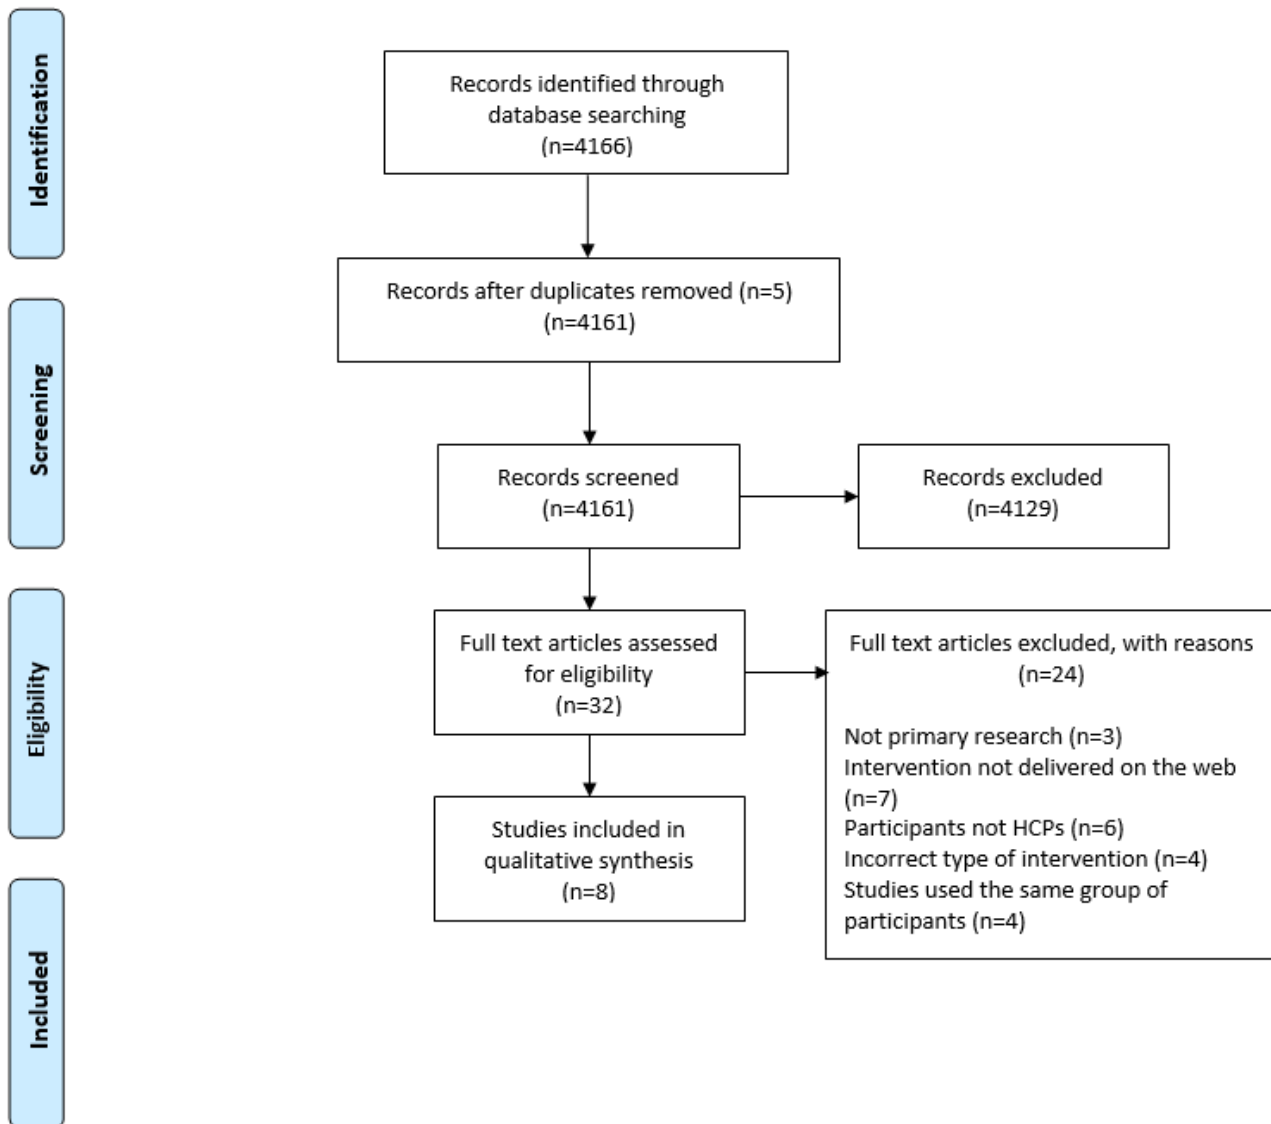 Identification
Records identified through
database searching
(n=4166)
Records after duplicates removed (n=5)
(n=4161)
Screening
Records screened
(n=4161)
Records excluded
(n=4129)
Eligibility
Full text articles assessed
for eligibility
(n=32)
Full text articles excluded, with reasons
(n=24)
Not primary research (n=3)
Intervention not delivered on the web
(n=7)
Participants not HCPs (n=6)
Incorrect type of intervention (n=4)
Studies used the same group of
participants (n=4)
Studies included in
qualitative synthesis
(n=8)
Included